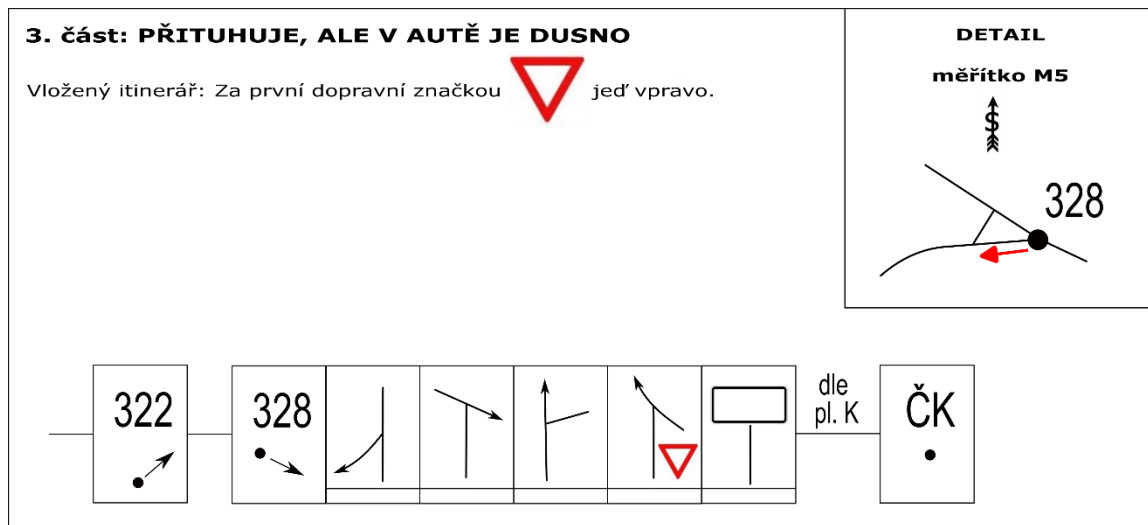 3. část: PŘITUHUJE, ALE V AUTĚ JE DUSNO
Vložený itinerář: Za první dopravní značkou jeď vpravo.
DETAIL
měřítko M5
S
328
322
328
dle
pl. K
ČK